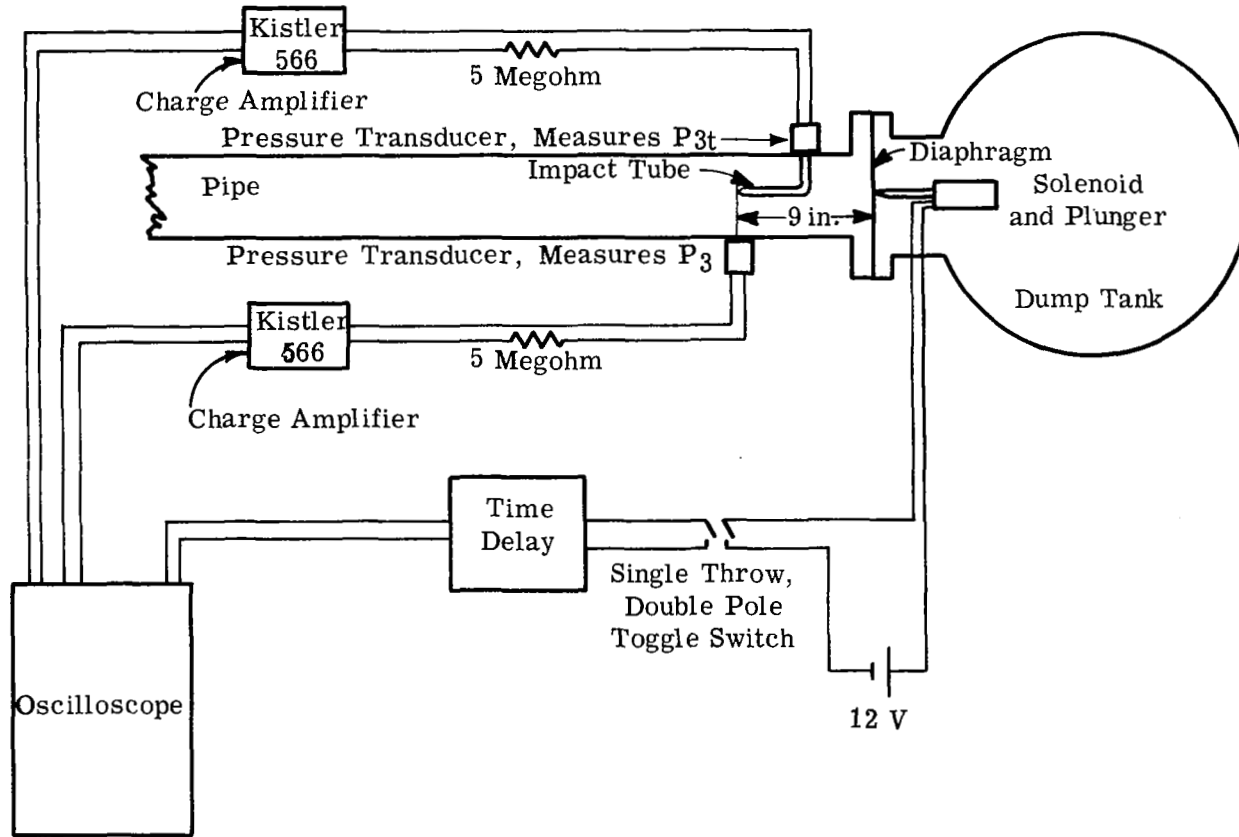 Kistler
566
5 Megohm
Charge Amplifier
Pressure Transducer, Measures P3t
Impact Tube
Diaphragm
Pipe
Solenoid
and Plunger
9 in.
Pressure Transducer, Measures P3
Dump Tank
Kistler
566
5 Megohm
Charge Amplifier
Time
Delay
Single Throw,
Double Pole
Toggle Switch
Oscilloscope
12 V